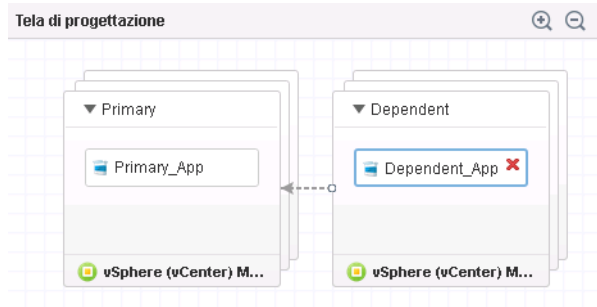 Tela di progettazione
Primary
Dependent
Primary_App
Dependent_App
vSphere (vCenter) M...
vSphere (vCenter) M...